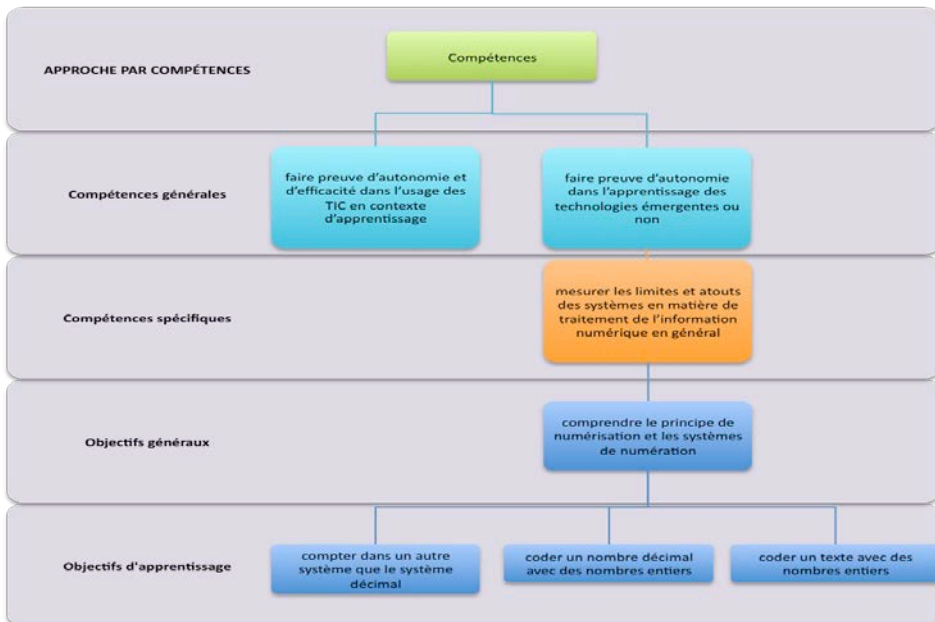 APPROCHE PAR COMPÉTENCES
Compétences
Compétences générales
faire preuve d'autonomie et
d'efficacité dans l'usage des
TIC en contexte
d'apprentissage
faire preuve d'autonomie
dans l'apprentissage des
technologies émergentes ou
non
Compétences spécifiques
mesurer les limites et atouts
des systèmes en matière de
traitement de l'information
numérique en général
Objectifs généraux
comprendre le principe de
numérisation et les systèmes
de numération
Objectifs d'apprentissage
compter dans un autre
système que le système
décimal
coder un nombre décimal
avec des nombres entiers
coder un texte avec des
nombres entiers